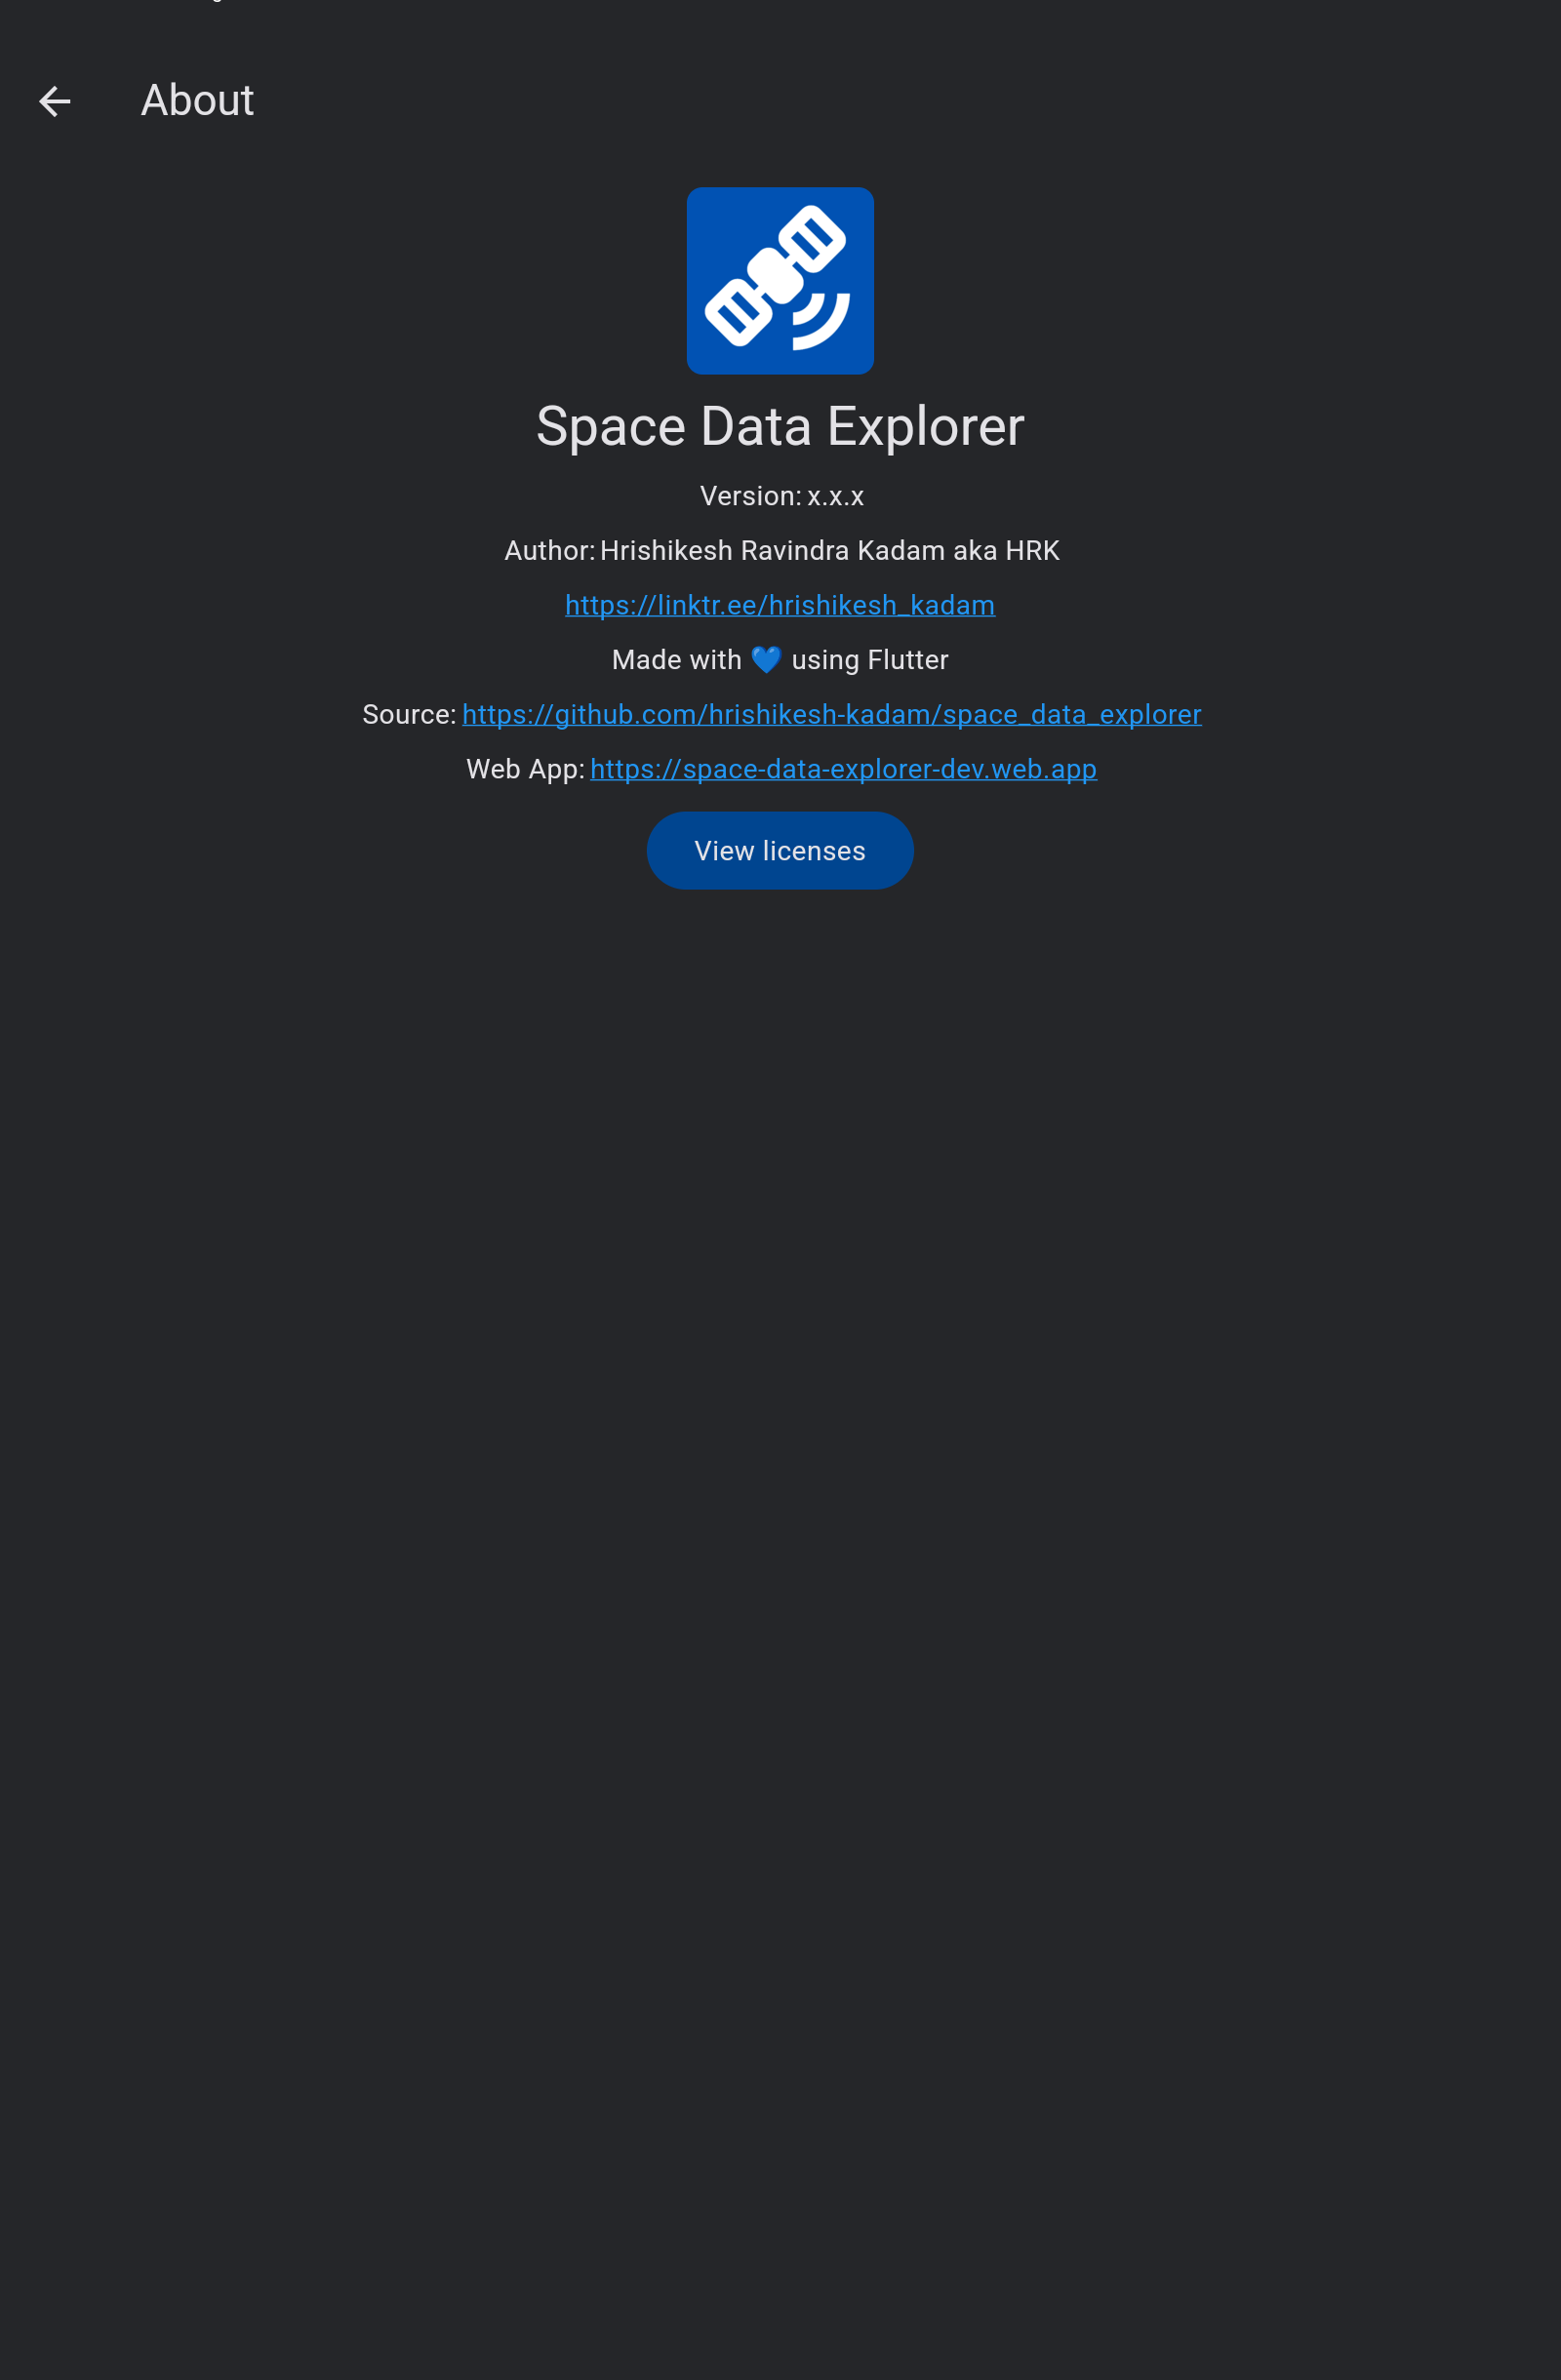 About
Space Data Explorer
Version: x.x.x
Author: Hrishikesh Ravindra Kadam aka HRK
https://linktr.ee/hrishikesh_kadam
Made with 💙 using Flutter
Source: https://github.com/hrishikesh-kadam/space_data_explorer
Web App: https://space-data-explorer-dev.web.app
View licenses